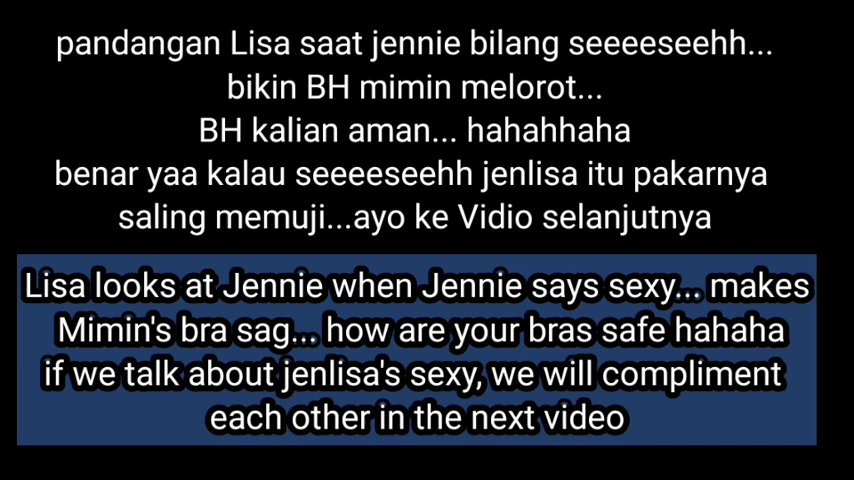 pandangan Lisa saat jennie bilang seeeeseehh...
bikin BH mimin melorot...
BH kalian aman... hahahhaha
benar yaa kalau seeeeseehh jenlisa itu pakarnya
saling memuji...ayo ke Vidio selanjutnya
Lisa looks at Jennie when Jennie says sexy... makes
Mimin's bra sag... how are your bras safe hahaha
if we talk about jenlisa's sexy, we will compliment
each other in the next video